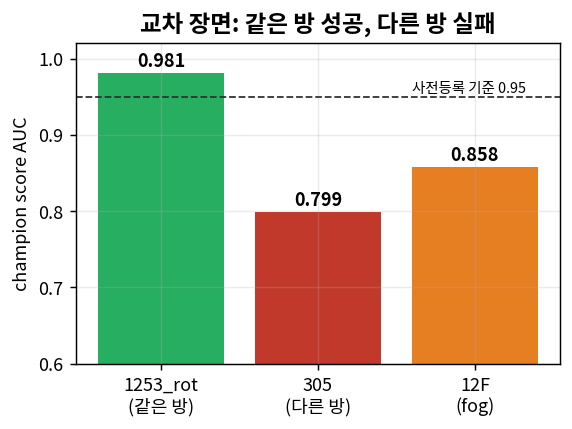 교차 장면: 같은 방 성공, 다른 방 실패
champion score AUC
1.0
0.9
0.8
0.7
0.6
0.981
사전등록 기준 0.95
0.799
0.858
1253_rot
(같은 방)
305
(다른 방)
12F
(fog)